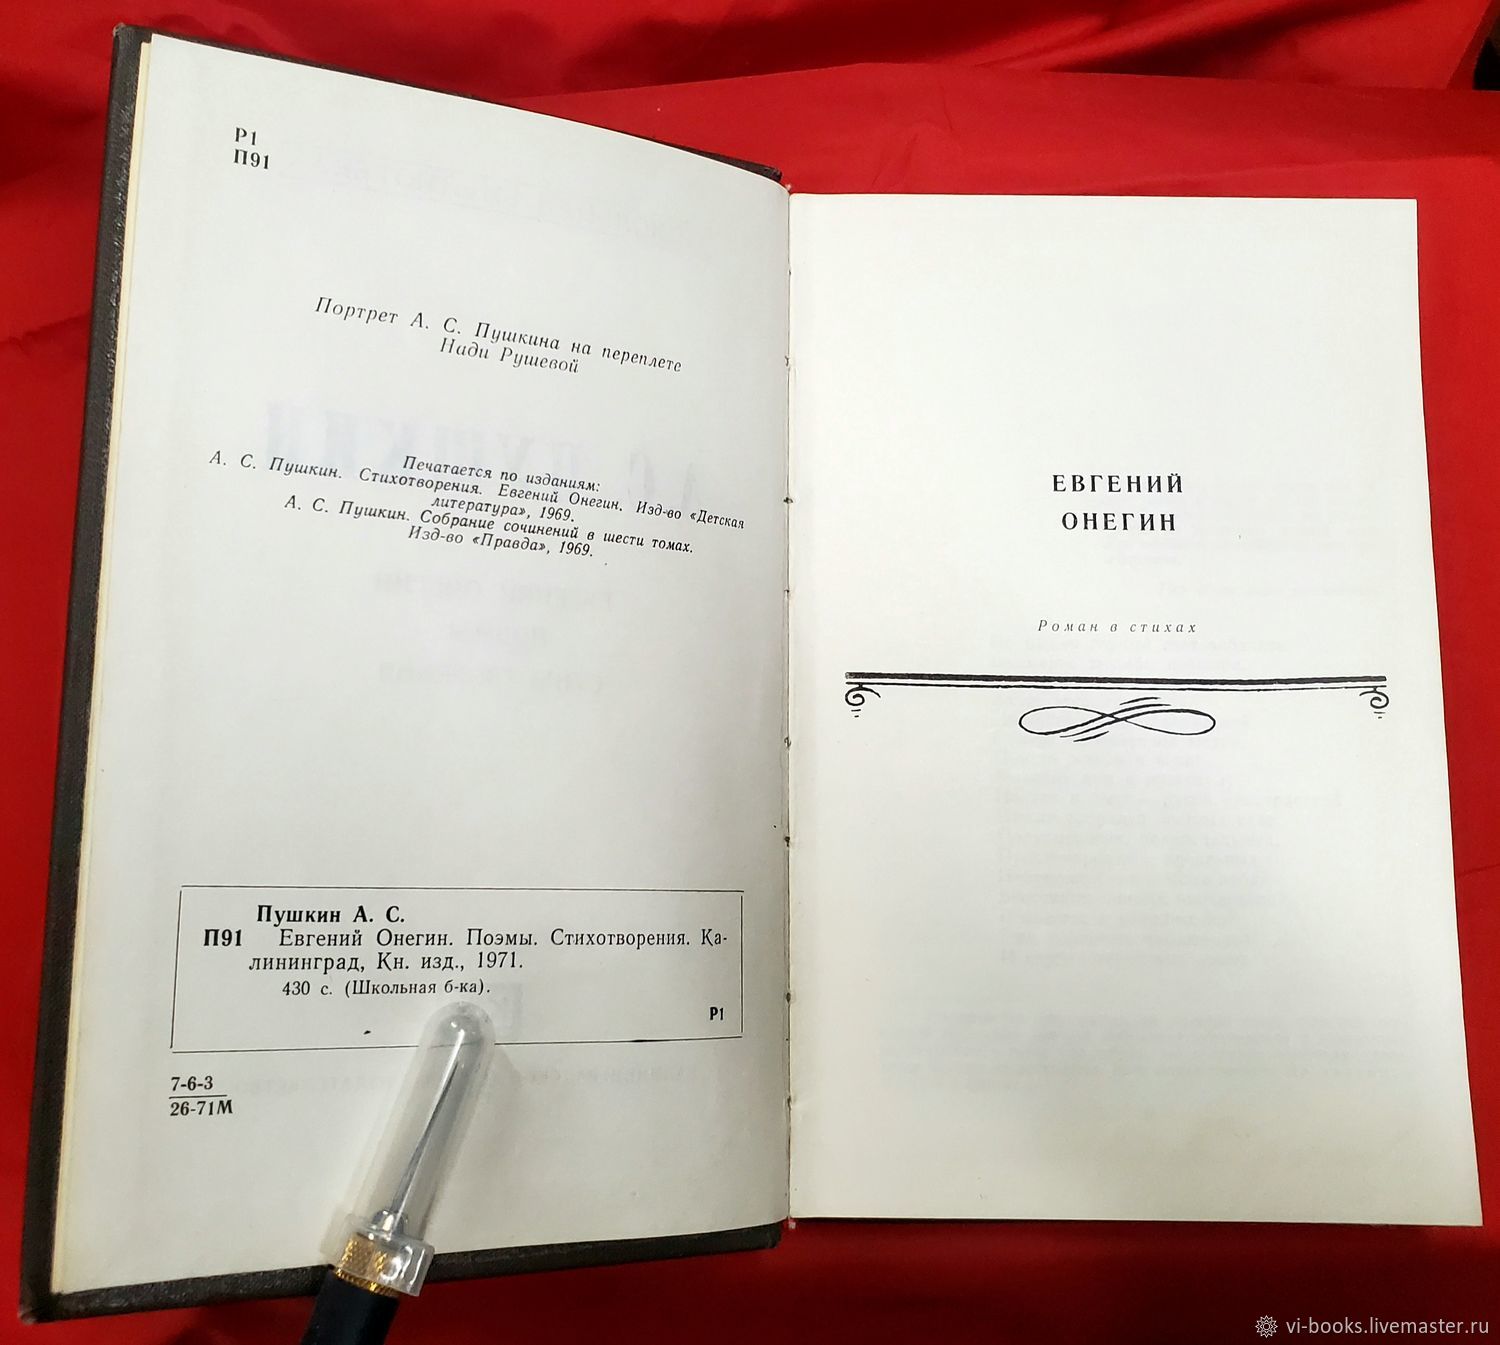 Р1
П91
Портрет А. С. Пушкина на переплете
Нади Рушевой
Печатается по изданиям:
А. С. Пушкин. Стихотворения. Евгений Онегин. Изд-во «Детская
литература», 1969.
А. С. Пушкин. Собрание сочинений в шести томах.
Изд-во «Правда», 1969.
Пушкин А. С.
П91 Евгений Онегин. Поэмы. Стихотворения. Ка-
лининград, Кн. изд., 1971.
430 с. (Школьная б-ка).
Р1
7-6-3
26-71М
ЕВГЕНИЙ
ОНЕГИН
Роман в стихах
vi-books.livemaster.ru